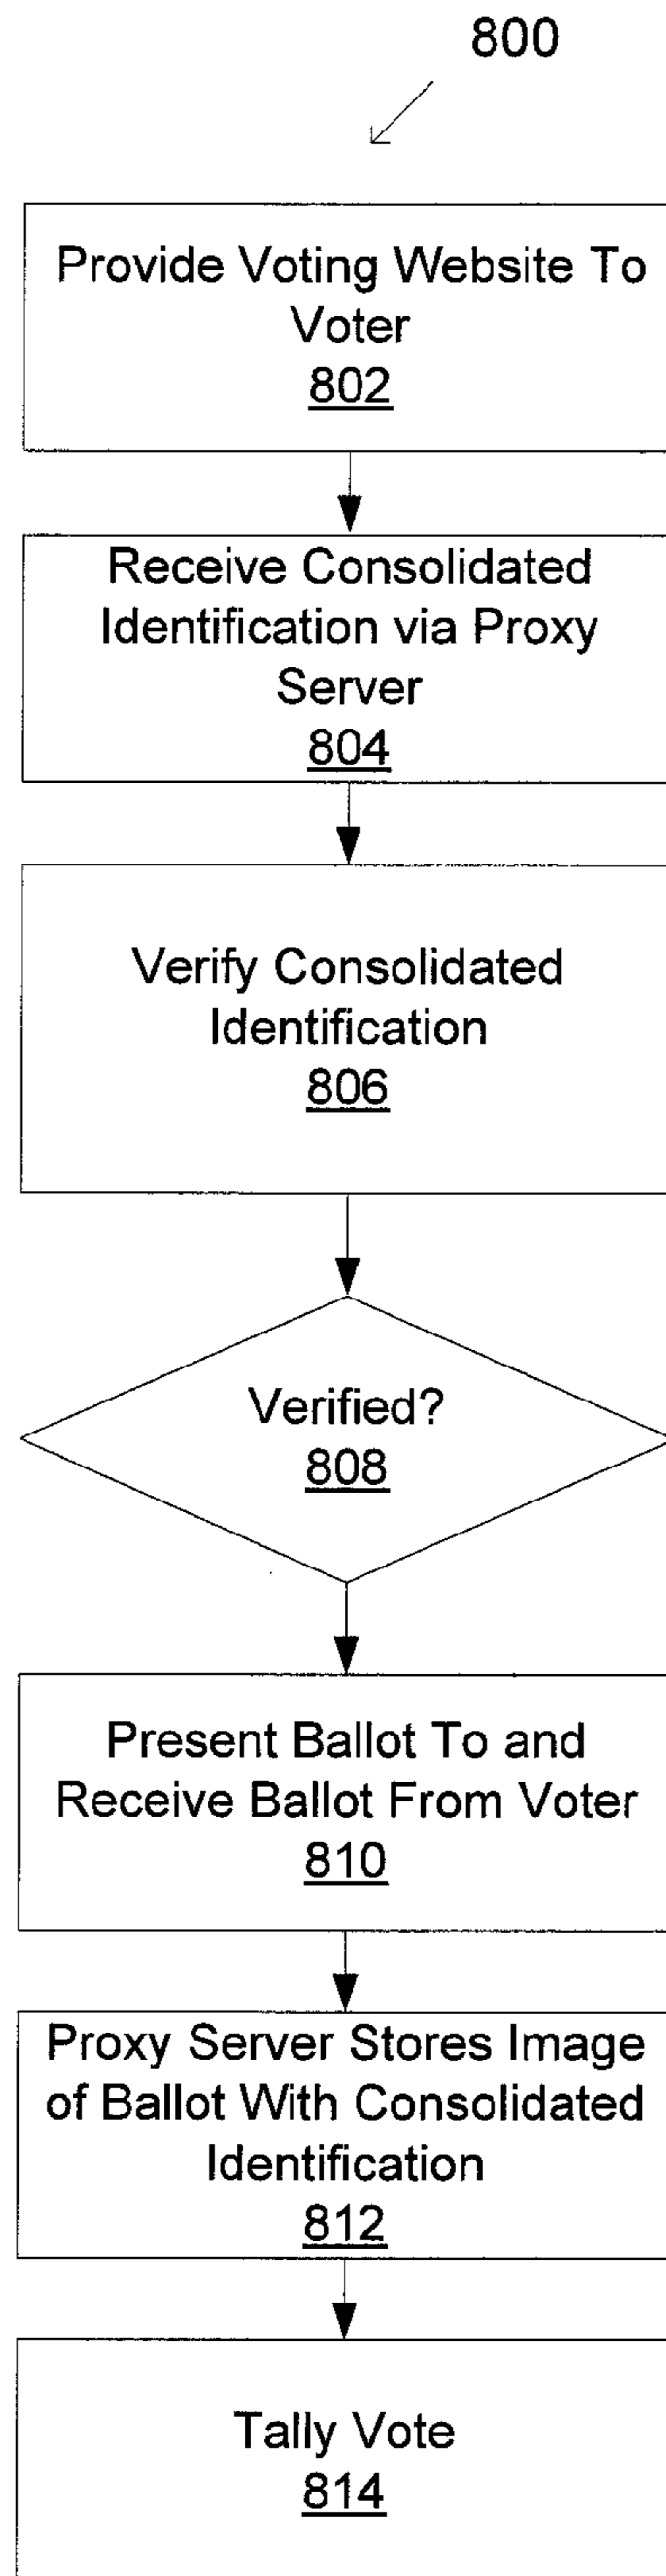 800
Provide Voting Website To
Voter
802
Receive Consolidated
Identification via Proxy
Server
804
Verify Consolidated
Identification
806
Verified?
808
Present Ballot To and
Receive Ballot From Voter
810
Proxy Server Stores Image
of Ballot With Consolidated
Identification
812
Tally Vote
814